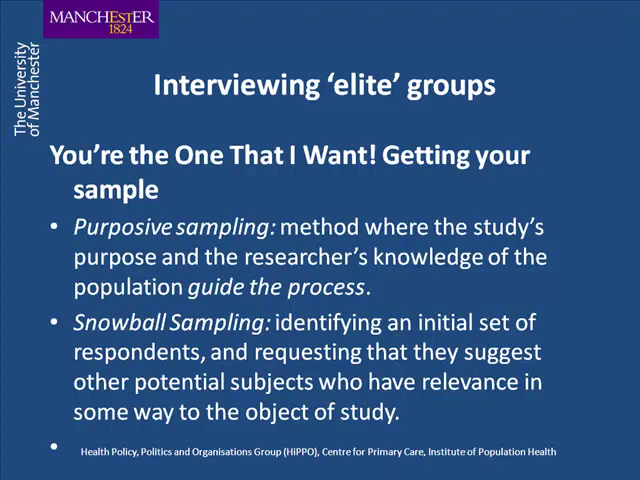 MANCHESTER
1824
The University
of Manchester
Interviewing ‘elite’ groups
You’re the One That I Want! Getting your
sample
• Purposive sampling: method where the study’s
purpose and the researcher’s knowledge of the
population guide the process.
• Snowball Sampling: identifying an initial set of
respondents, and requesting that they suggest
other potential subjects who have relevance in
some way to the object of study.
• Health Policy, Politics and Organisations Group (HiPPO), Centre for Primary Care, Institute of Population Health